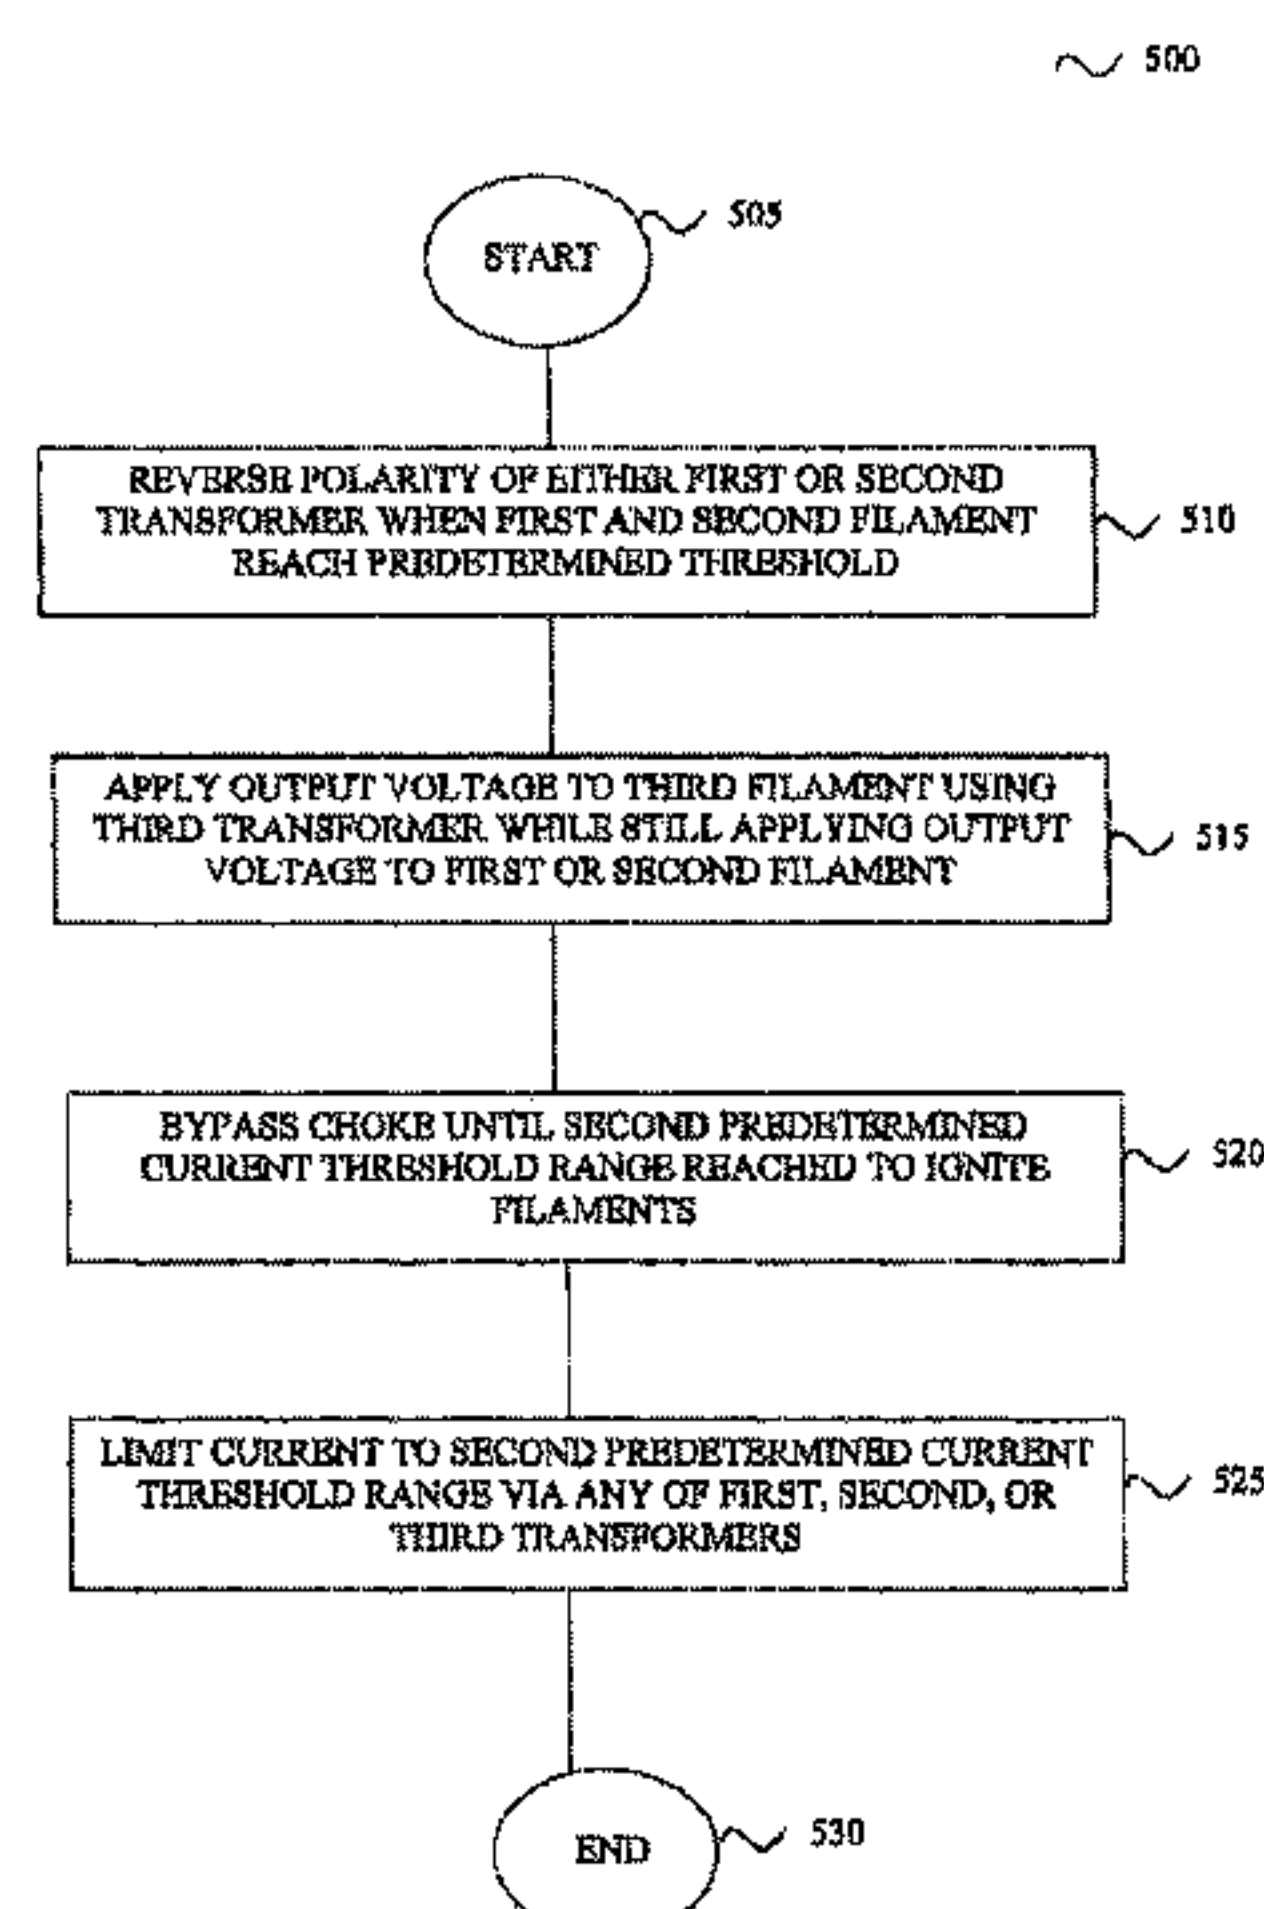 500
505
START
REVERSE POLARITY OF EITHER FIRST OR SECOND
TRANSFORMER WHEN FIRST AND SECOND FILAMENT
REACH PREDETERMINED THRESHOLD
510
APPLY OUTPUT VOLTAGE TO THIRD FILAMENT USING
THIRD TRANSFORMER WHILE STILL APPLYING OUTPUT
VOLTAGE TO FIRST OR SECOND FILAMENT
515
BYPASS CHOKE UNTIL SECOND PREDETERMINED
CURRENT THRESHOLD RANGE REACHED TO IGNITE
FILAMENTS
520
LIMIT CURRENT TO SECOND PREDETERMINED CURRENT
THRESHOLD RANGE VIA ANY OF FIRST, SECOND, OR
THIRD TRANSFORMERS
525
END
530